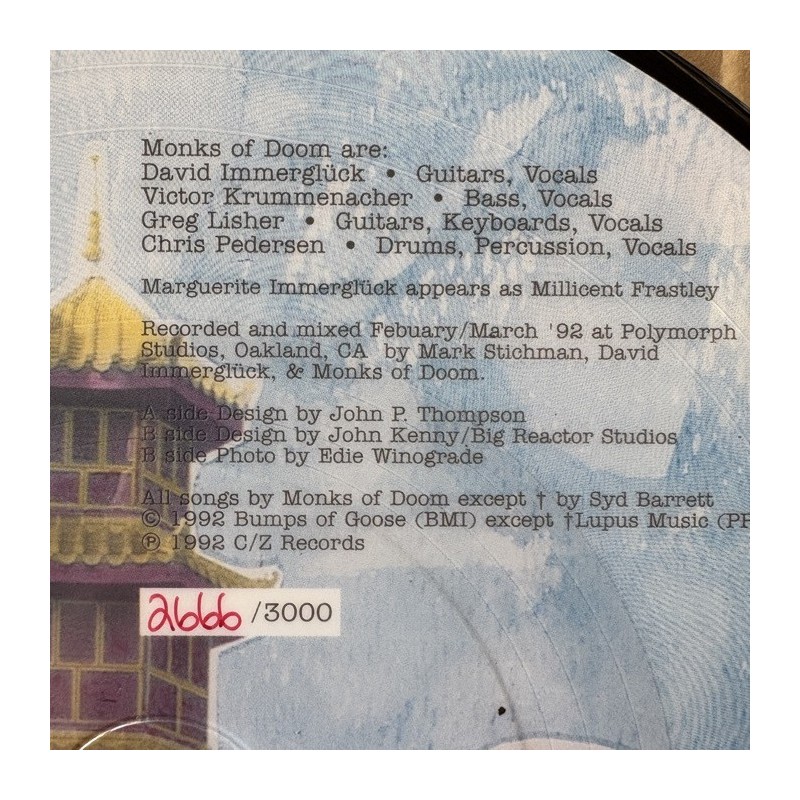 Monks of Doom are:
David Immerglück • Guitars, Vocals
Victor Krummenacher • Bass, Vocals
Greg Lisher • Guitars, Keyboards, Vocals
Chris Pedersen • Drums, Percussion, Vocals
Marguerite Immerglück appears as Millicent Frastley
Recorded and mixed Febuary/March '92 at Polymorph
Studios, Oakland, CA by Mark Stichman, David
Immerglück, & Monks of Doom.
A side Design by John P. Thompson
B side Design by John Kenny/Big Reactor Studios
B side Photo by Edie Winograde
All songs by Monks of Doom except † by Syd Barrett
© 1992 Bumps of Goose (BMI) except †Lupus Music
℗ 1992 C/Z Records
2666 /3000